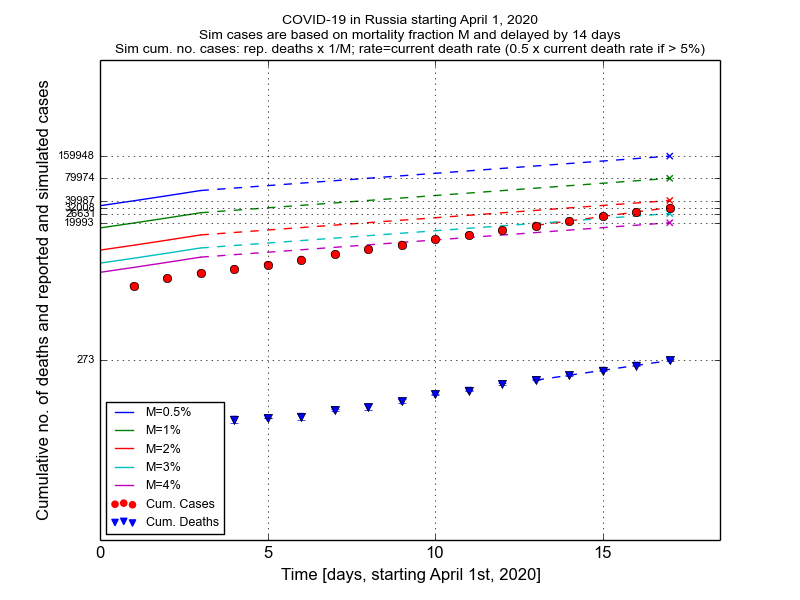 COVID-19 in Russia starting April 1, 2020
Sim cases are based on mortality fraction M and delayed by 14 days
Sim cum. no. cases: rep. deaths x 1/M; rate=current death rate (0.5 x current death rate if > 5%)
Cumulative no. of deaths and reported and simulated cases
159948
79974
39987
32008
26631
19993
273
M=0.5%
M=1%
M=2%
M=3%
M=4%
Cum. Cases
Cum. Deaths
0 5 10 15
Time [days, starting April 1st, 2020]